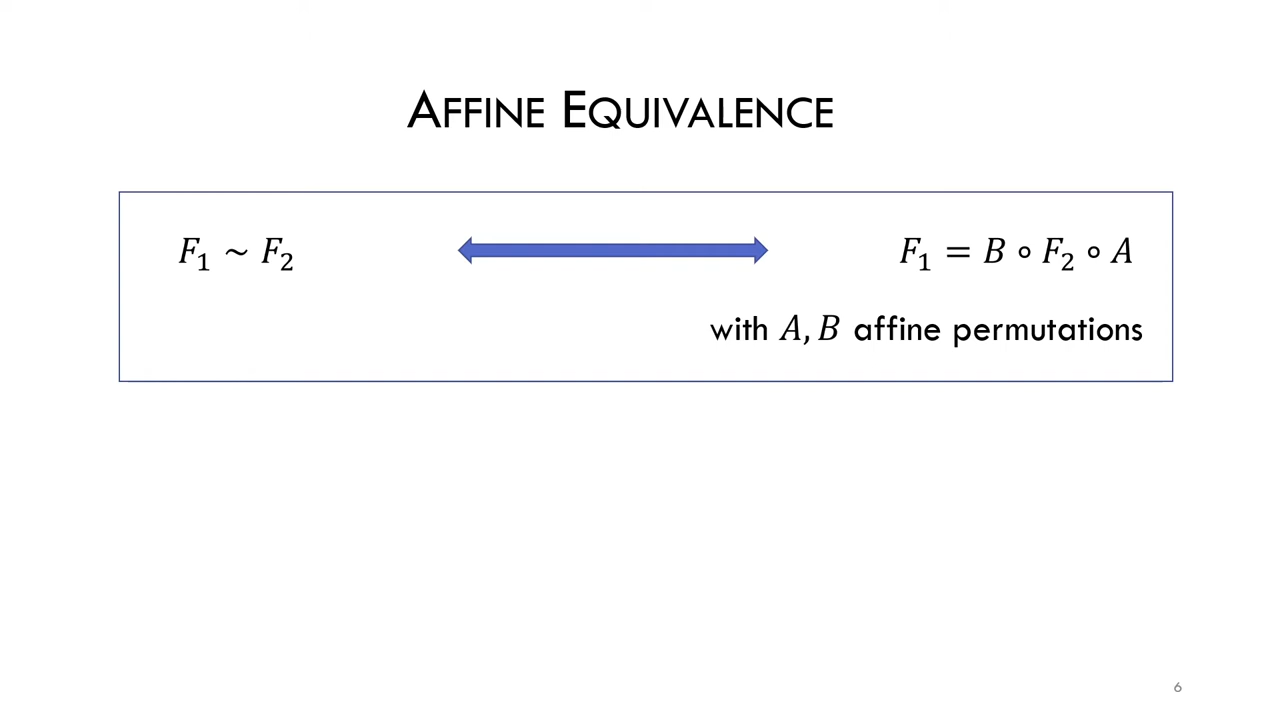 AFFINE EQUIVALENCE
F₁ ~ F₂
F₁ = B ∘ F₂ ∘ A
with A, B affine permutations
6